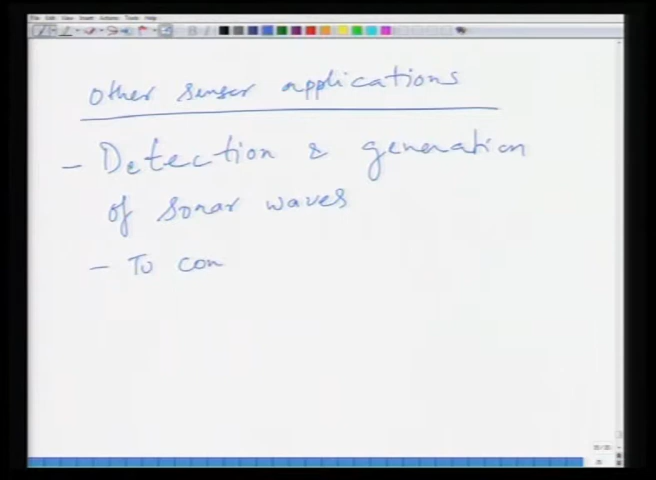 Other sensor applications
- Detection & generation
of sonar waves
- To con